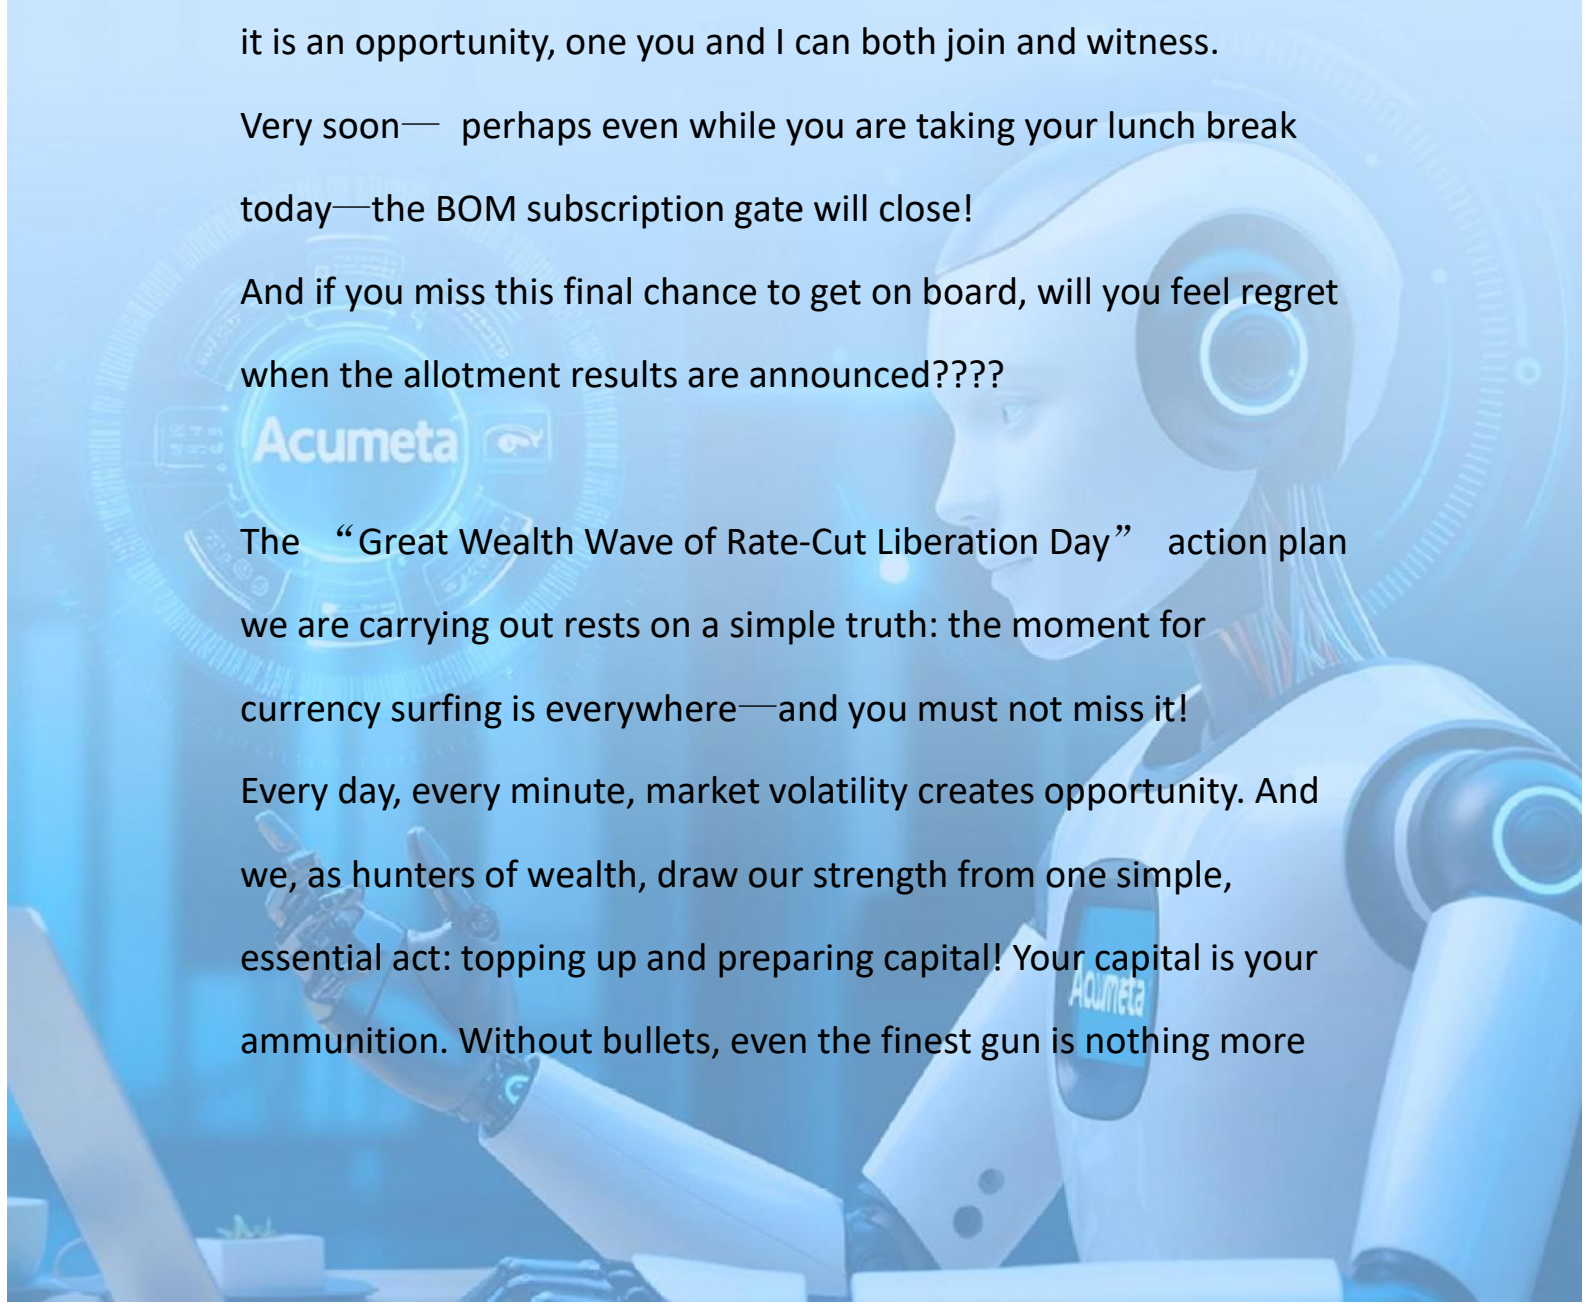 it is an opportunity, one you and I can both join and witness.
Very soon— perhaps even while you are taking your lunch break
today—the BOM subscription gate will close!
And if you miss this final chance to get on board, will you feel regret
when the allotment results are announced????
Acumeta
The “Great Wealth Wave of Rate-Cut Liberation Day” action plan
we are carrying out rests on a simple truth: the moment for
currency surfing is everywhere—and you must not miss it!
Every day, every minute, market volatility creates opportunity. And
we, as hunters of wealth, draw our strength from one simple,
essential act: topping up and preparing capital! Your capital is your
Acumeta
ammunition. Without bullets, even the finest gun is nothing more